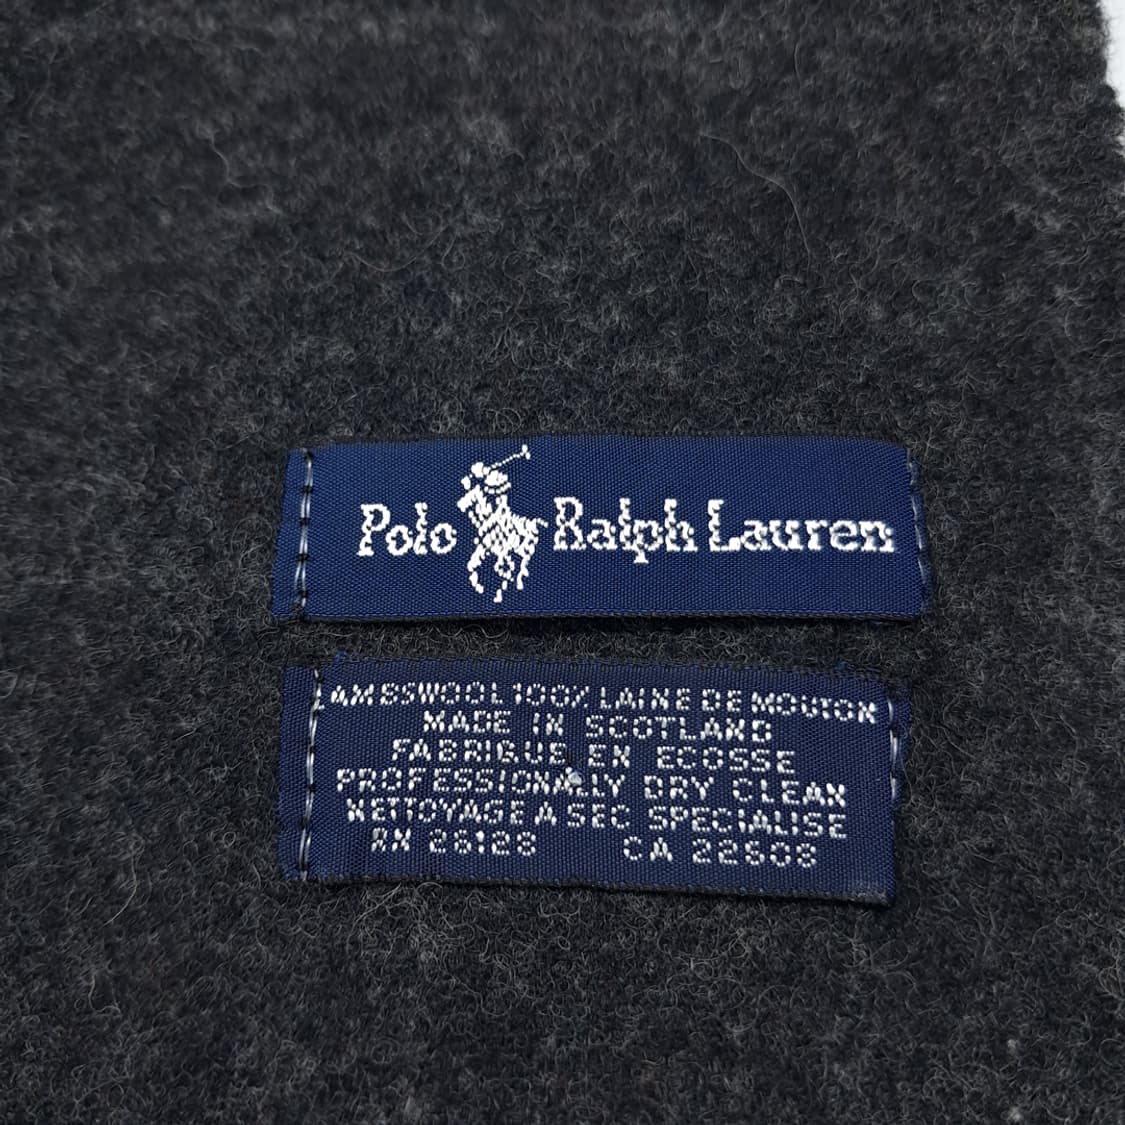 Polo Ralph Lauren
LAMBSWOOL 100% LAINE DE MOUTON
MADE IN SCOTLAND
FABRIQUE EN ECOSSE
PROFESSIONALLY DRY CLEAN
NETTOYAGE A SEC SPECIALISE
RN 26128 CA 22508